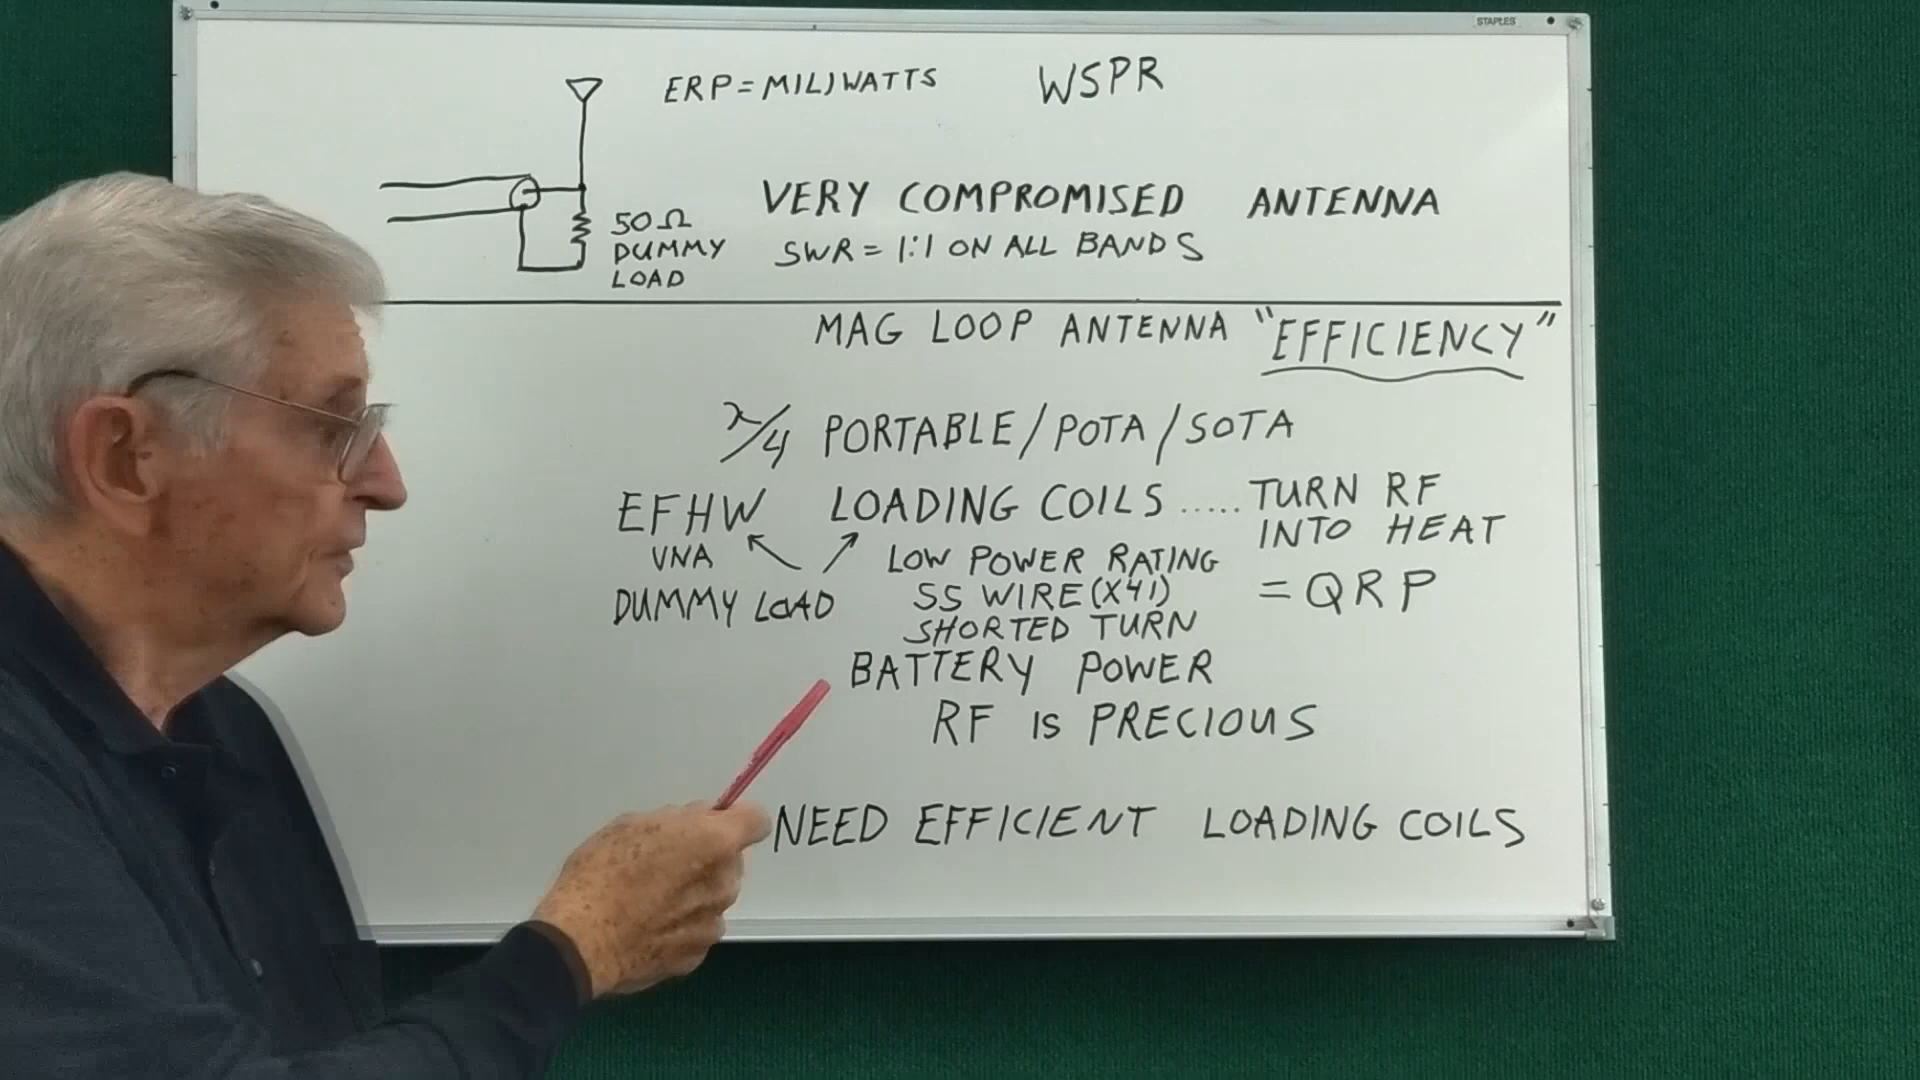 STAPLES
ERP = MILIWATTS WSPR
50Ω
DUMMY
LOAD
VERY COMPROMISED ANTENNA
SWR = 1:1 ON ALL BANDS
MAG LOOP ANTENNA "EFFICIENCY"
λ/4 PORTABLE/POTA/SOTA
EFHW LOADING COILS ..... TURN RF
INTO HEAT
VNA LOW POWER RATING
= QRP
DUMMY LOAD SS WIRE (X41)
SHORTED TURN
BATTERY POWER
RF IS PRECIOUS
NEED EFFICIENT LOADING COILS